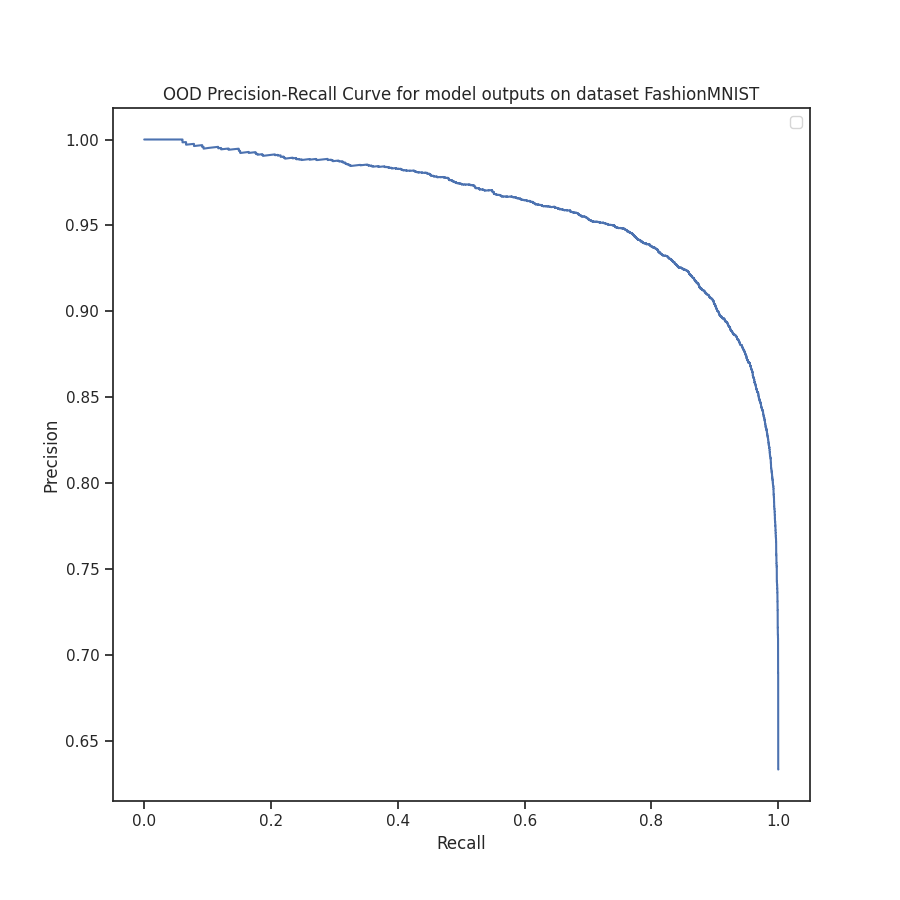 OOD Precision-Recall Curve for model outputs on dataset FashionMNIST
1.00
0.95
0.90
0.85
0.80
0.75
0.70
0.65
Precision
0.0 0.2 0.4 0.6 0.8 1.0
Recall